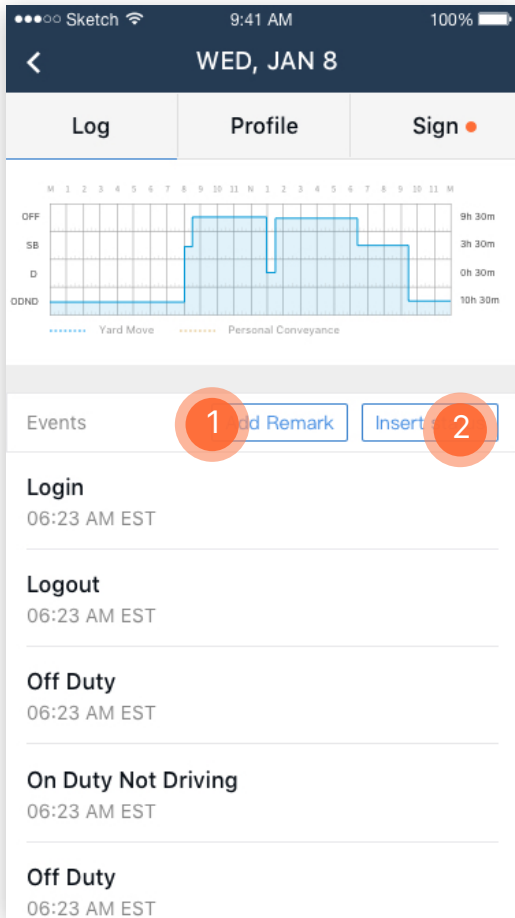 Sketch 9:41 AM 100%
WED, JAN 8
Log Profile Sign
M 1 2 3 4 5 6 7 8 9 10 11 N 1 2 3 4 5 6 7 8 9 10 11 M
OFF 9h 30m
SB 3h 30m
D 0h 30m
ODND 10h 30m
Yard Move Personal Conveyance
Events 1 dd Remark Insert 2
Login
06:23 AM EST
Logout
06:23 AM EST
Off Duty
06:23 AM EST
On Duty Not Driving
06:23 AM EST
Off Duty
06:23 AM EST